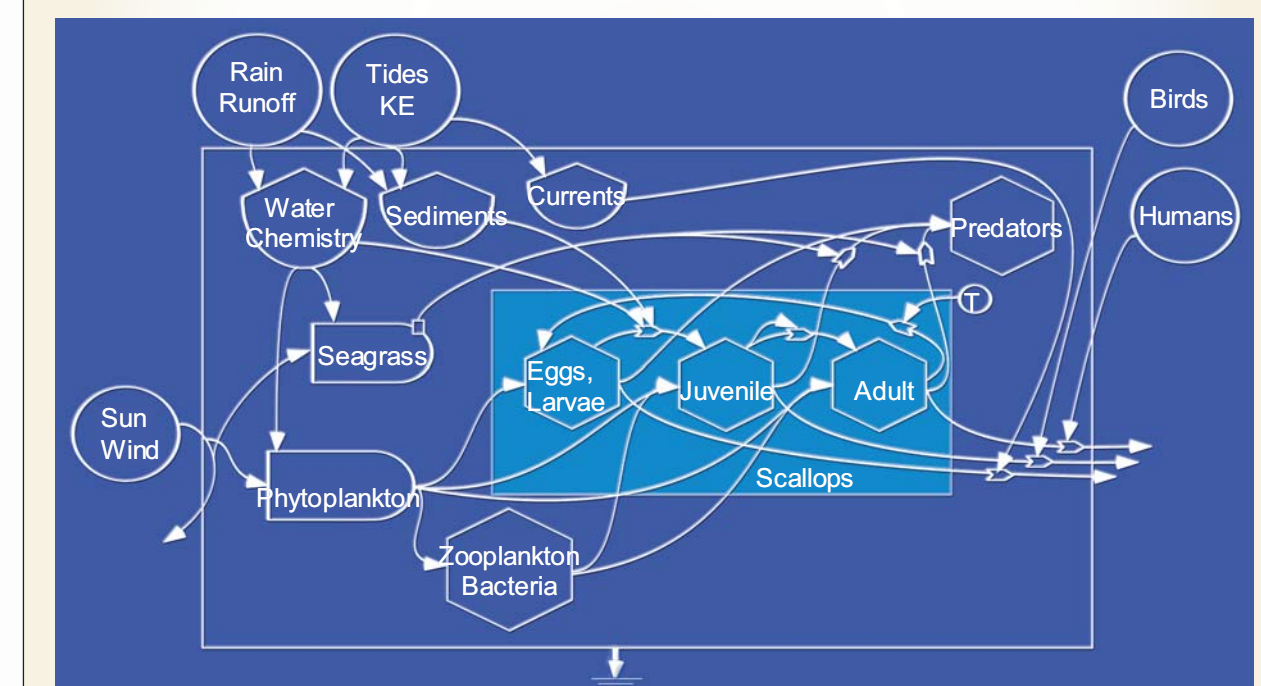 Rain
Runoff
Tides
KE
Birds
Water
Chemistry
Sediments
Currents
Predators
Humans
T
Seagrass
Eggs,
Larvae
Juvenile
Adult
Sun
Wind
Scallops
Phytoplankton
Zooplankton
Bacteria